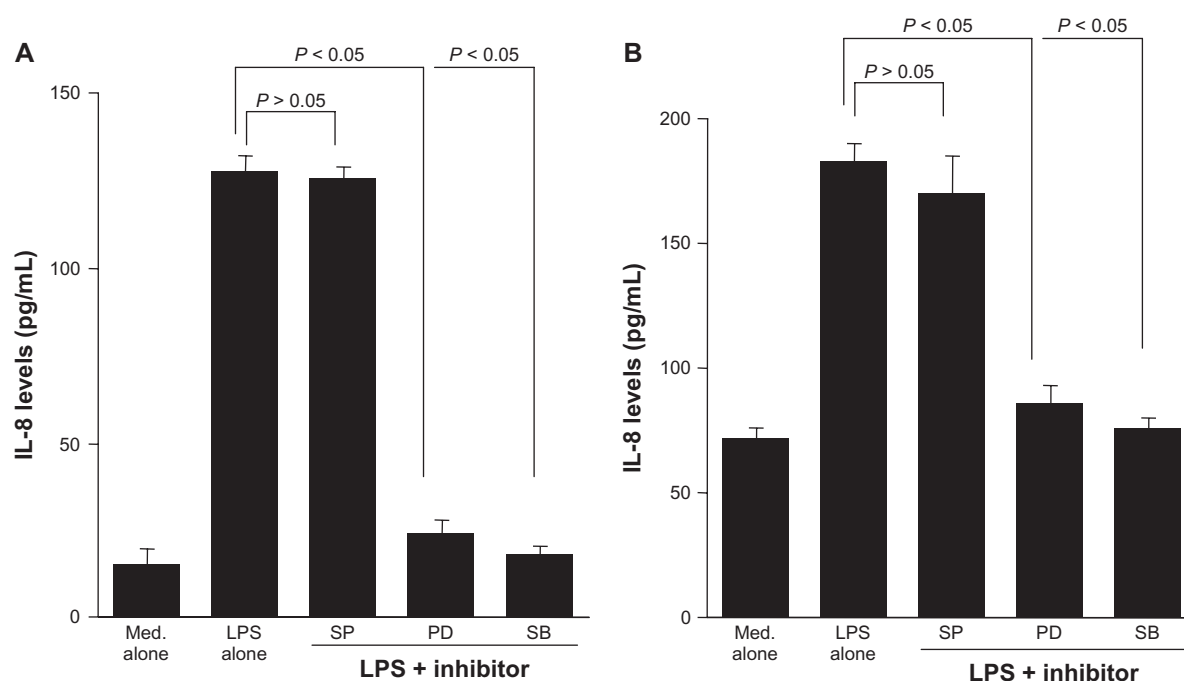 A
P < 0.05
P < 0.05
P > 0.05
150
100
50
0
IL-8 levels (pg/mL)
Med.
alone
LPS
alone
SP
PD
SB
LPS + inhibitor
B
P < 0.05
P < 0.05
P > 0.05
200
150
100
50
0
IL-8 levels (pg/mL)
Med.
alone
LPS
alone
SP
PD
SB
LPS + inhibitor